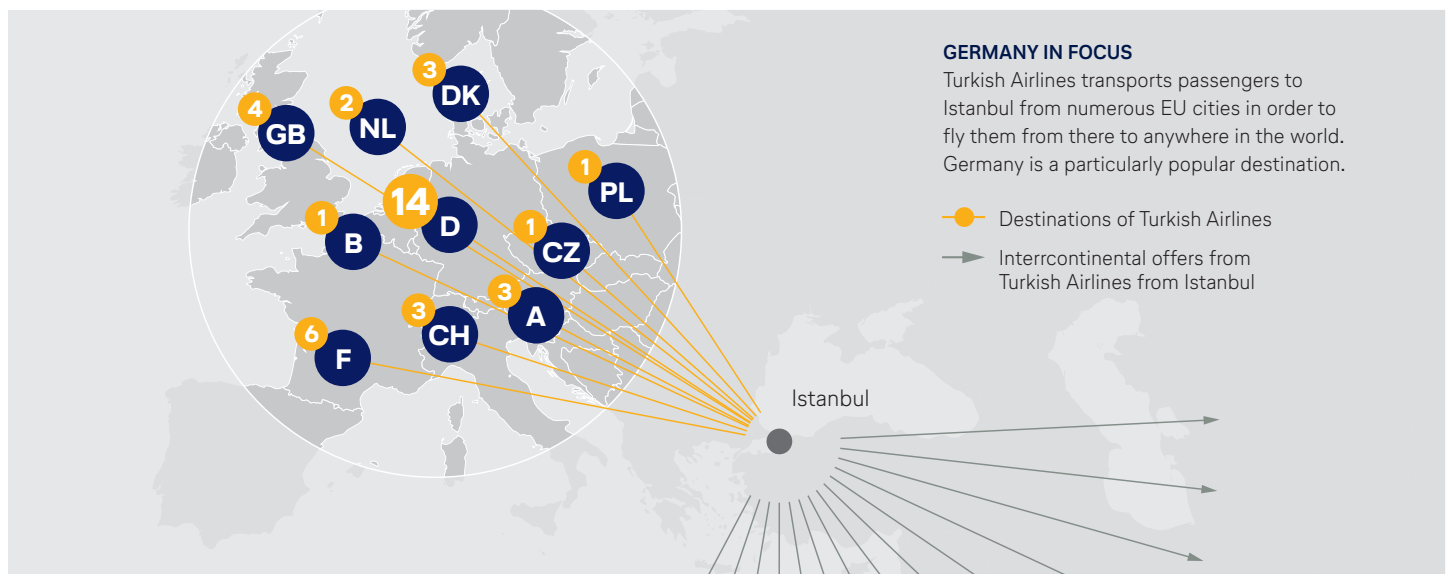 GERMANY IN FOCUS
Turkish Airlines transports passengers to
Istanbul from numerous EU cities in order to
fly them from there to anywhere in the world.
Germany is a particularly popular destination.
Destinations of Turkish Airlines
Interrcontinental offers from
Turkish Airlines from Istanbul
3
DK
2
NL
4
GB
1
PL
14
D
1
B
1
CZ
3
A
3
CH
6
F
Istanbul